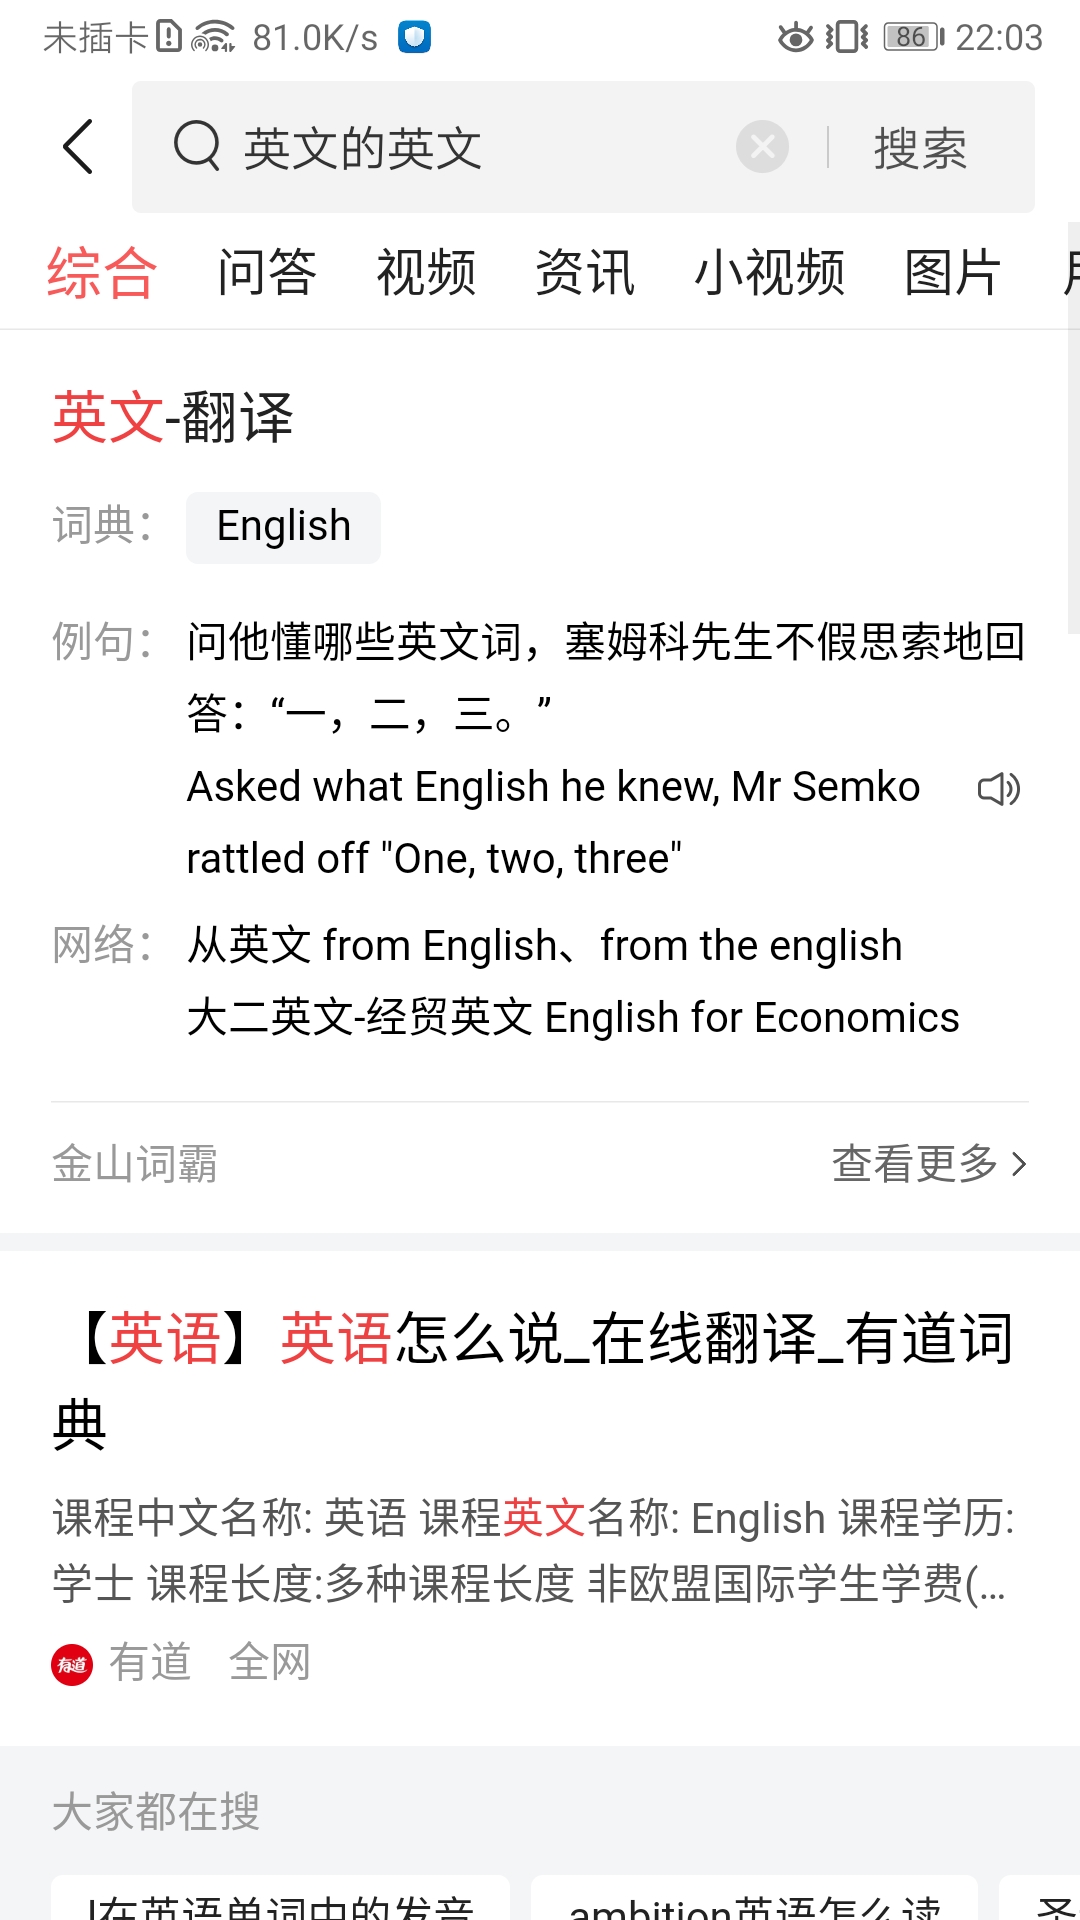 未插卡 81.0K/s 86 22:03
英文的英文 搜索
综合 问答 视频 资讯 小视频 图片
英文-翻译
词典： English
例句： 问他懂哪些英文词，塞姆科先生不假思索地回
答：“一，二，三。”
Asked what English he knew, Mr Semko
rattled off "One, two, three"
网络： 从英文 from English、from the english
大二英文-经贸英文 English for Economics
金山词霸 查看更多
【英语】英语怎么说_在线翻译_有道词
典
课程中文名称: 英语 课程英文名称: English 课程学历:
学士 课程长度:多种课程长度 非欧盟国际学生学费(...
有道 有道 全网
大家都在搜
在英语单词中的发音 ambition英语怎么读